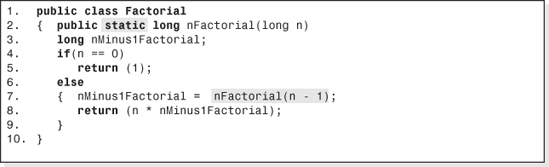 1. public class Factorial
2. { public static long nFactorial(long n)
3. long nMinus1Factorial;
4. if(n == 0)
5. return (1);
6. else
7. { nMinus1Factorial = nFactorial(n - 1);
8. return (n * nMinus1Factorial);
9. }
10. }